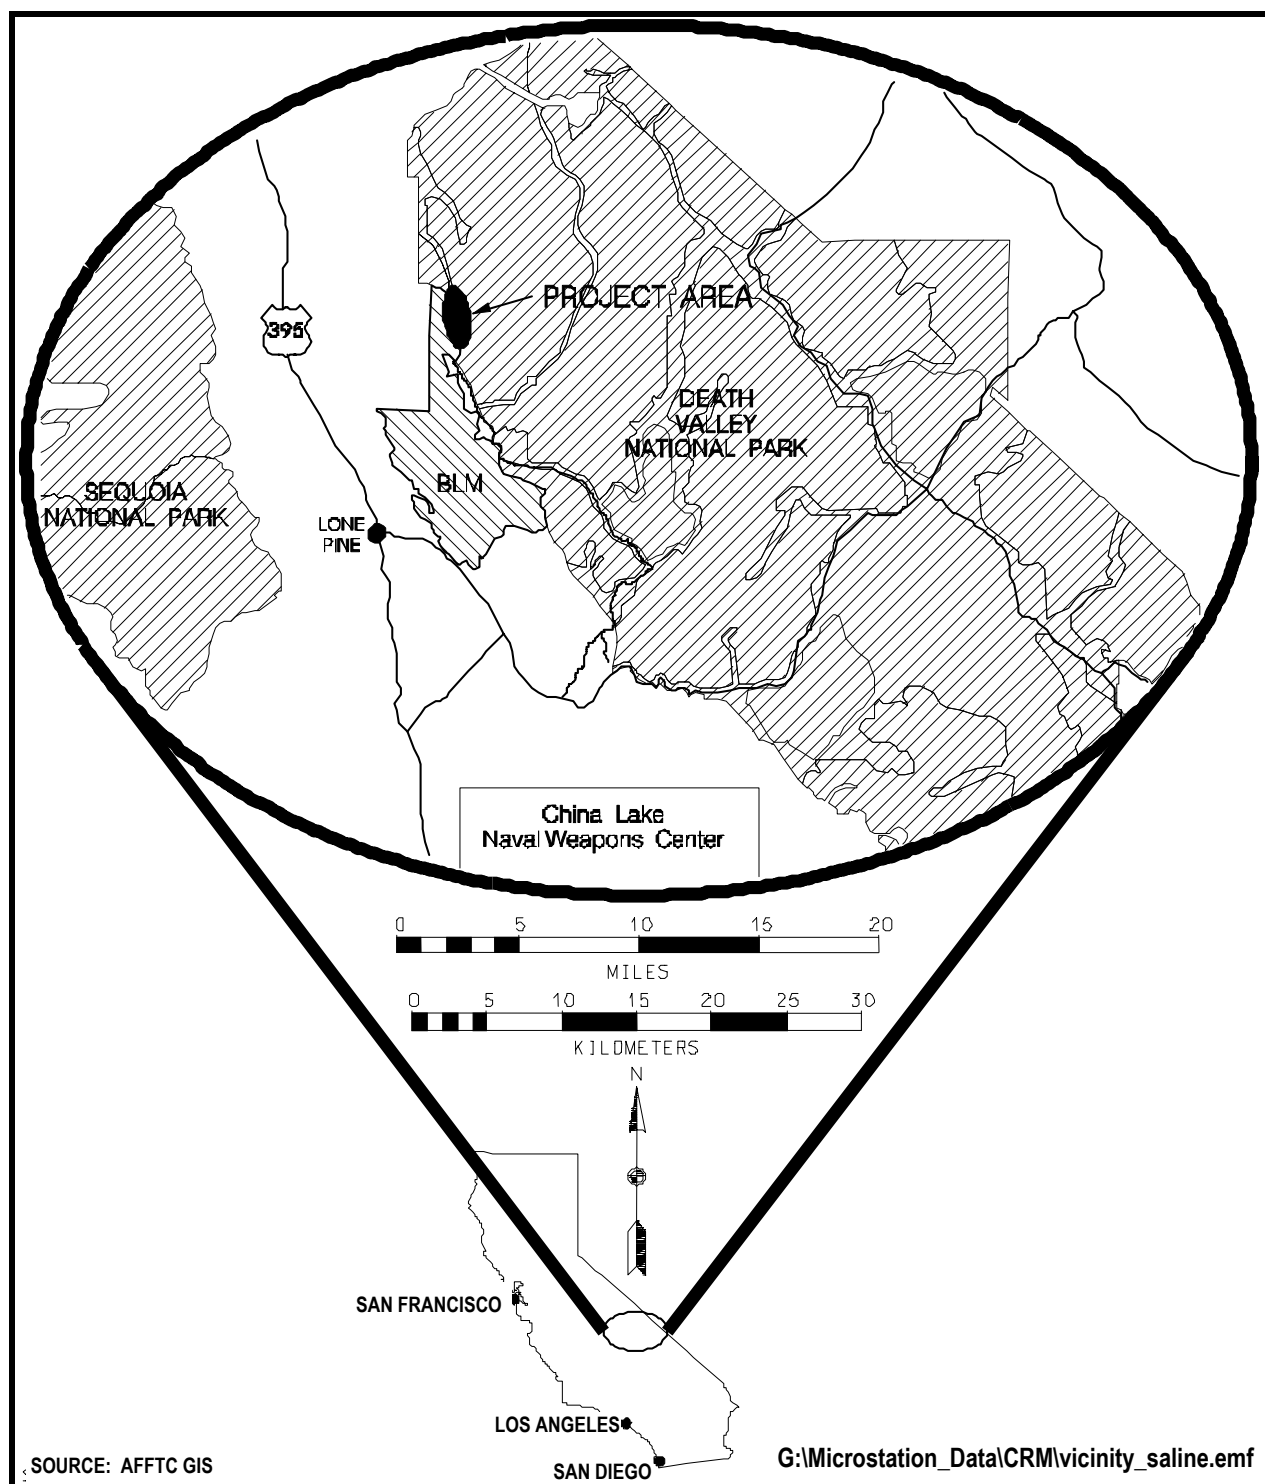 395
PROJECT AREA
DEATH
VALLEY
NATIONAL PARK
BLM
SEQUOIA
NATIONAL PARK
LONE
PINE
China Lake
Naval Weapons Center
0 5 10 15 20
MILES
0 5 10 15 20 25 30
KILOMETERS
N
SAN FRANCISCO
LOS ANGELES
SAN DIEGO
SOURCE: AFFTC GIS
G:\Microstation_Data\CRM\vicinity_saline.emf